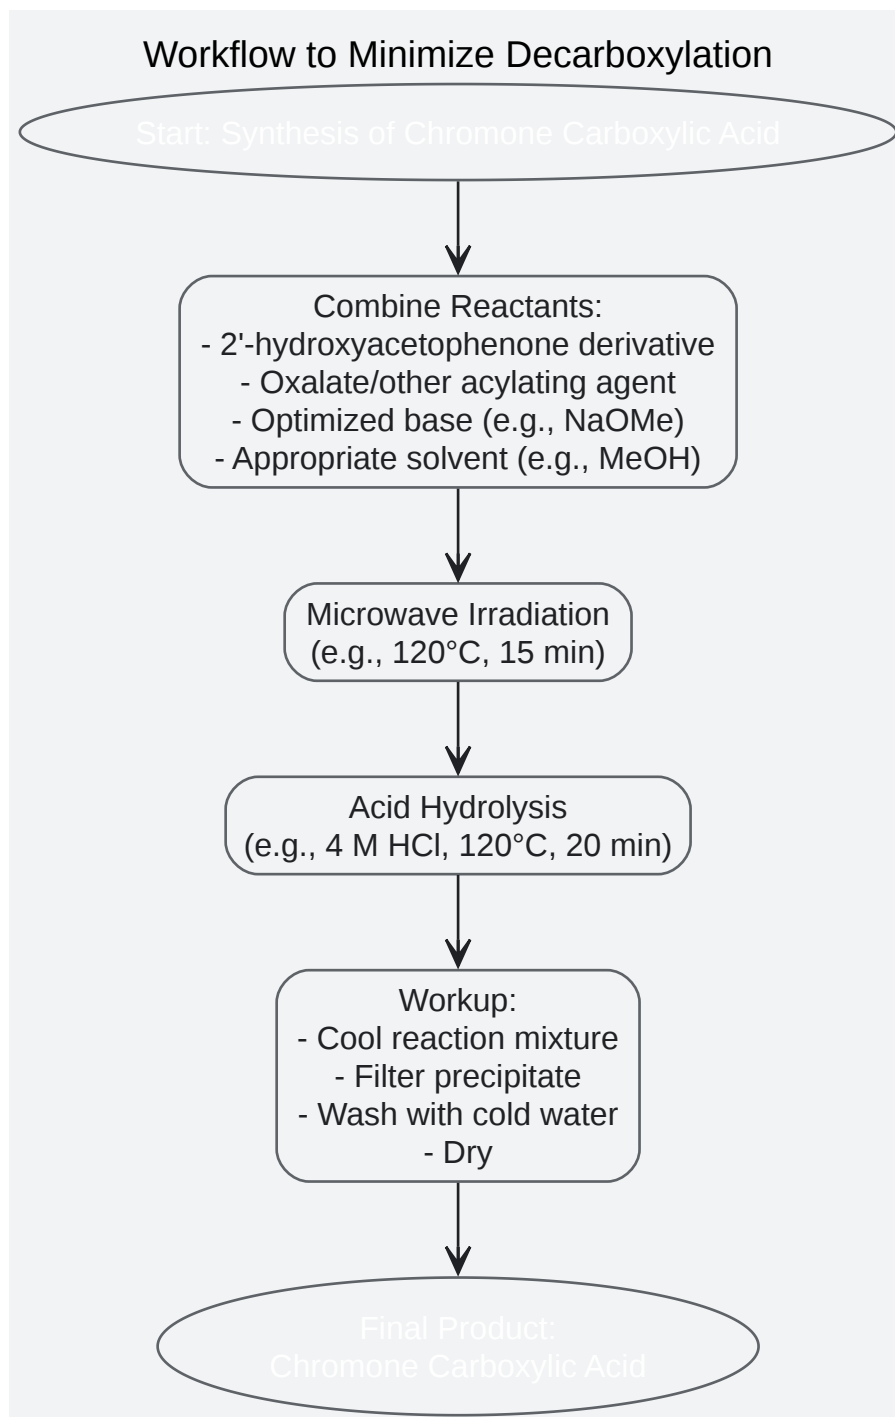 Workflow to Minimize Decarboxylation
Start: Synthesis of Chromone Carboxylic Acid
Combine Reactants:
- 2'-hydroxyacetophenone derivative
- Oxalate/other acylating agent
- Optimized base (e.g., NaOMe)
- Appropriate solvent (e.g., MeOH)
Microwave Irradiation
(e.g., 120°C, 15 min)
Acid Hydrolysis
(e.g., 4 M HCl, 120°C, 20 min)
Workup:
- Cool reaction mixture
- Filter precipitate
- Wash with cold water
- Dry
Final Product:
Chromone Carboxylic Acid